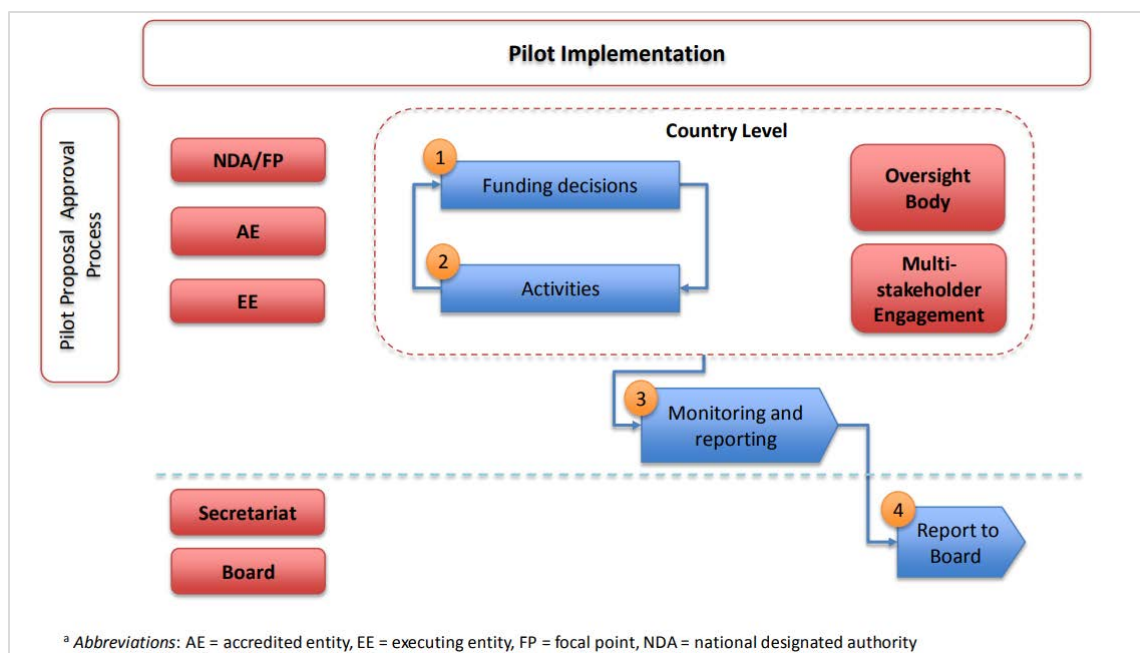 Pilot Implementation
Pilot Proposal Approval
Process
NDA/FP
AE
EE
Country Level
1
Funding decisions
2
Activities
Oversight
Body
Multi-
stakeholder
Engagement
3
Monitoring and
reporting
Secretariat
Board
4
Report to
Board
a Abbreviations: AE = accredited entity, EE = executing entity, FP = focal point, NDA = national designated authority